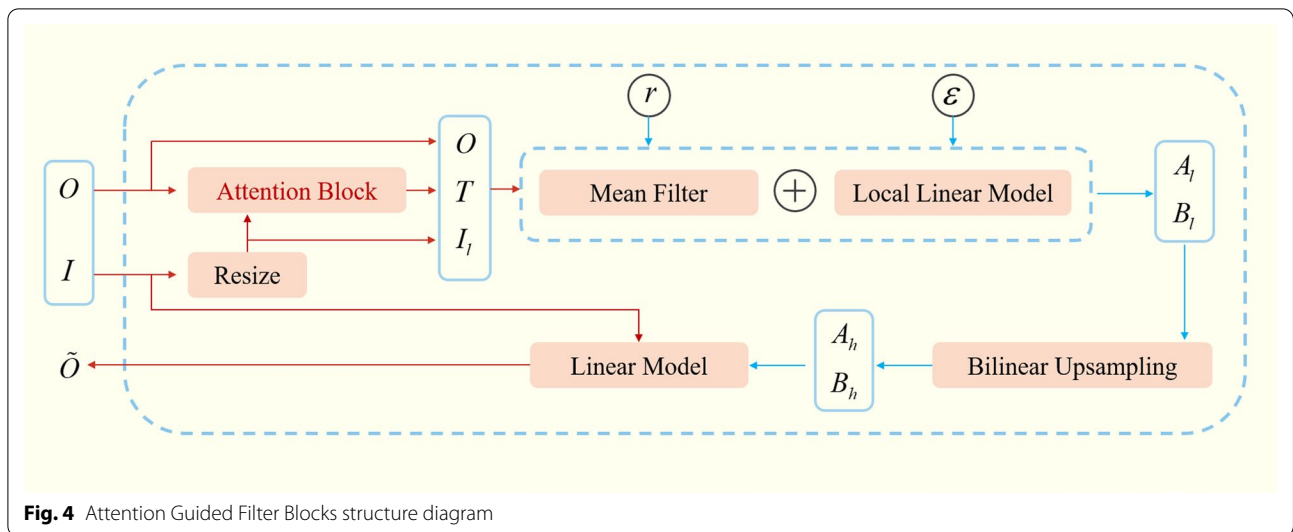 r
ε
O
O
Attention Block
T
Mean Filter
+
Local Linear Model
A_l
B_l
I_l
I
Resize
Õ
Linear Model
A_h
B_h
Bilinear Upsampling
Fig. 4 Attention Guided Filter Blocks structure diagram